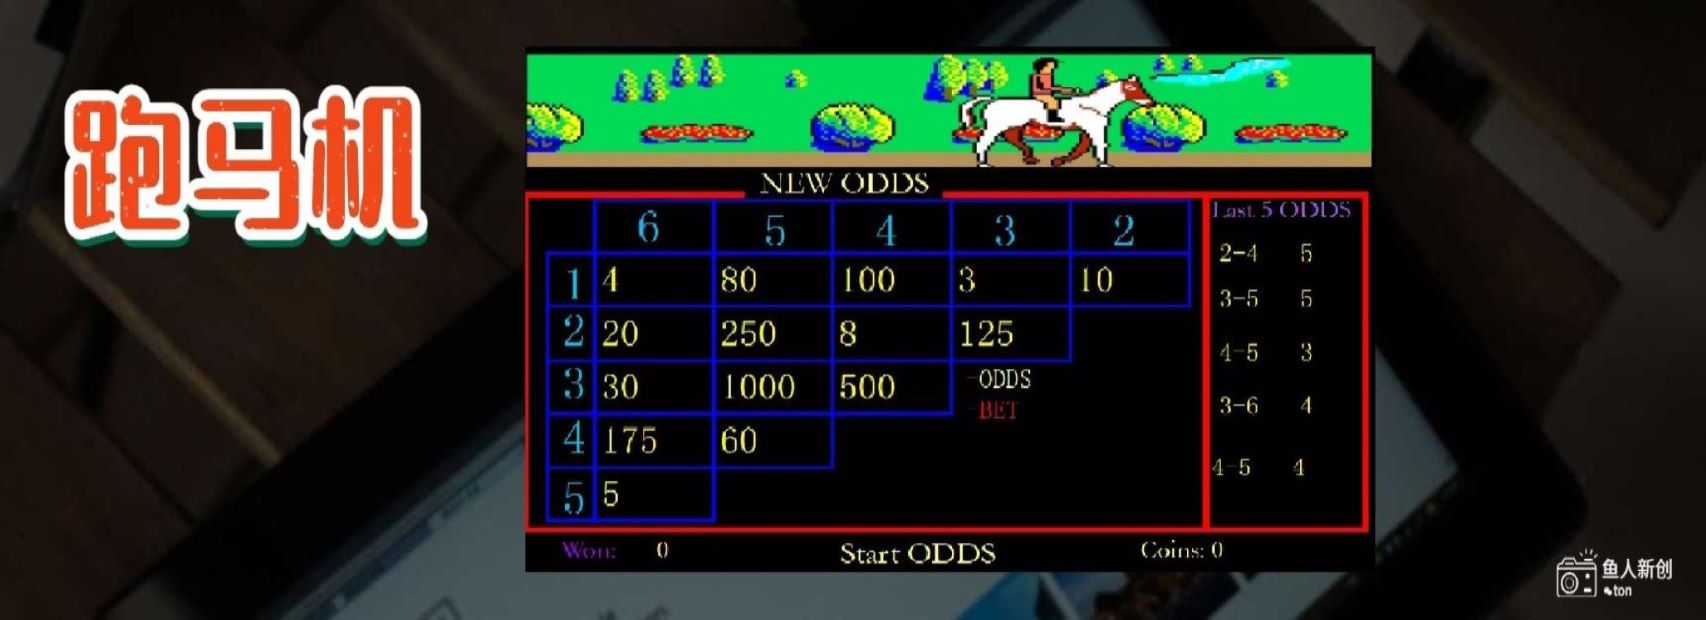 跑马机
NEW ODDS
6 5 4 3 2
Last 5 ODDS
1 4 80 100 3 10
2-4 5
2 20 250 8 125
3-5 5
3 30 1000 500
-ODDS
-BET
4-5 3
4 175 60
3-6 4
5 5
4-5 4
Won: 0
Start ODDS
Coins: 0
鱼人新创
ton